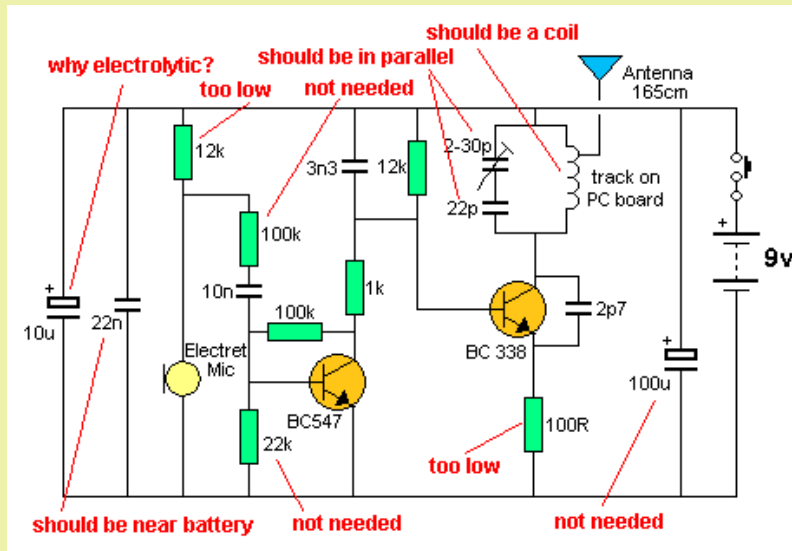 should be a coil
why electrolytic?
should be in parallel
too low
not needed
Antenna
165cm
12k
3n3
12k
2-30p
22p
track on
PC board
100k
10n
1k
+
9v
+
10u
22n
100k
2p7
Electret
Mic
BC 338
+
100u
BC547
22k
100R
too low
should be near battery
not needed
not needed